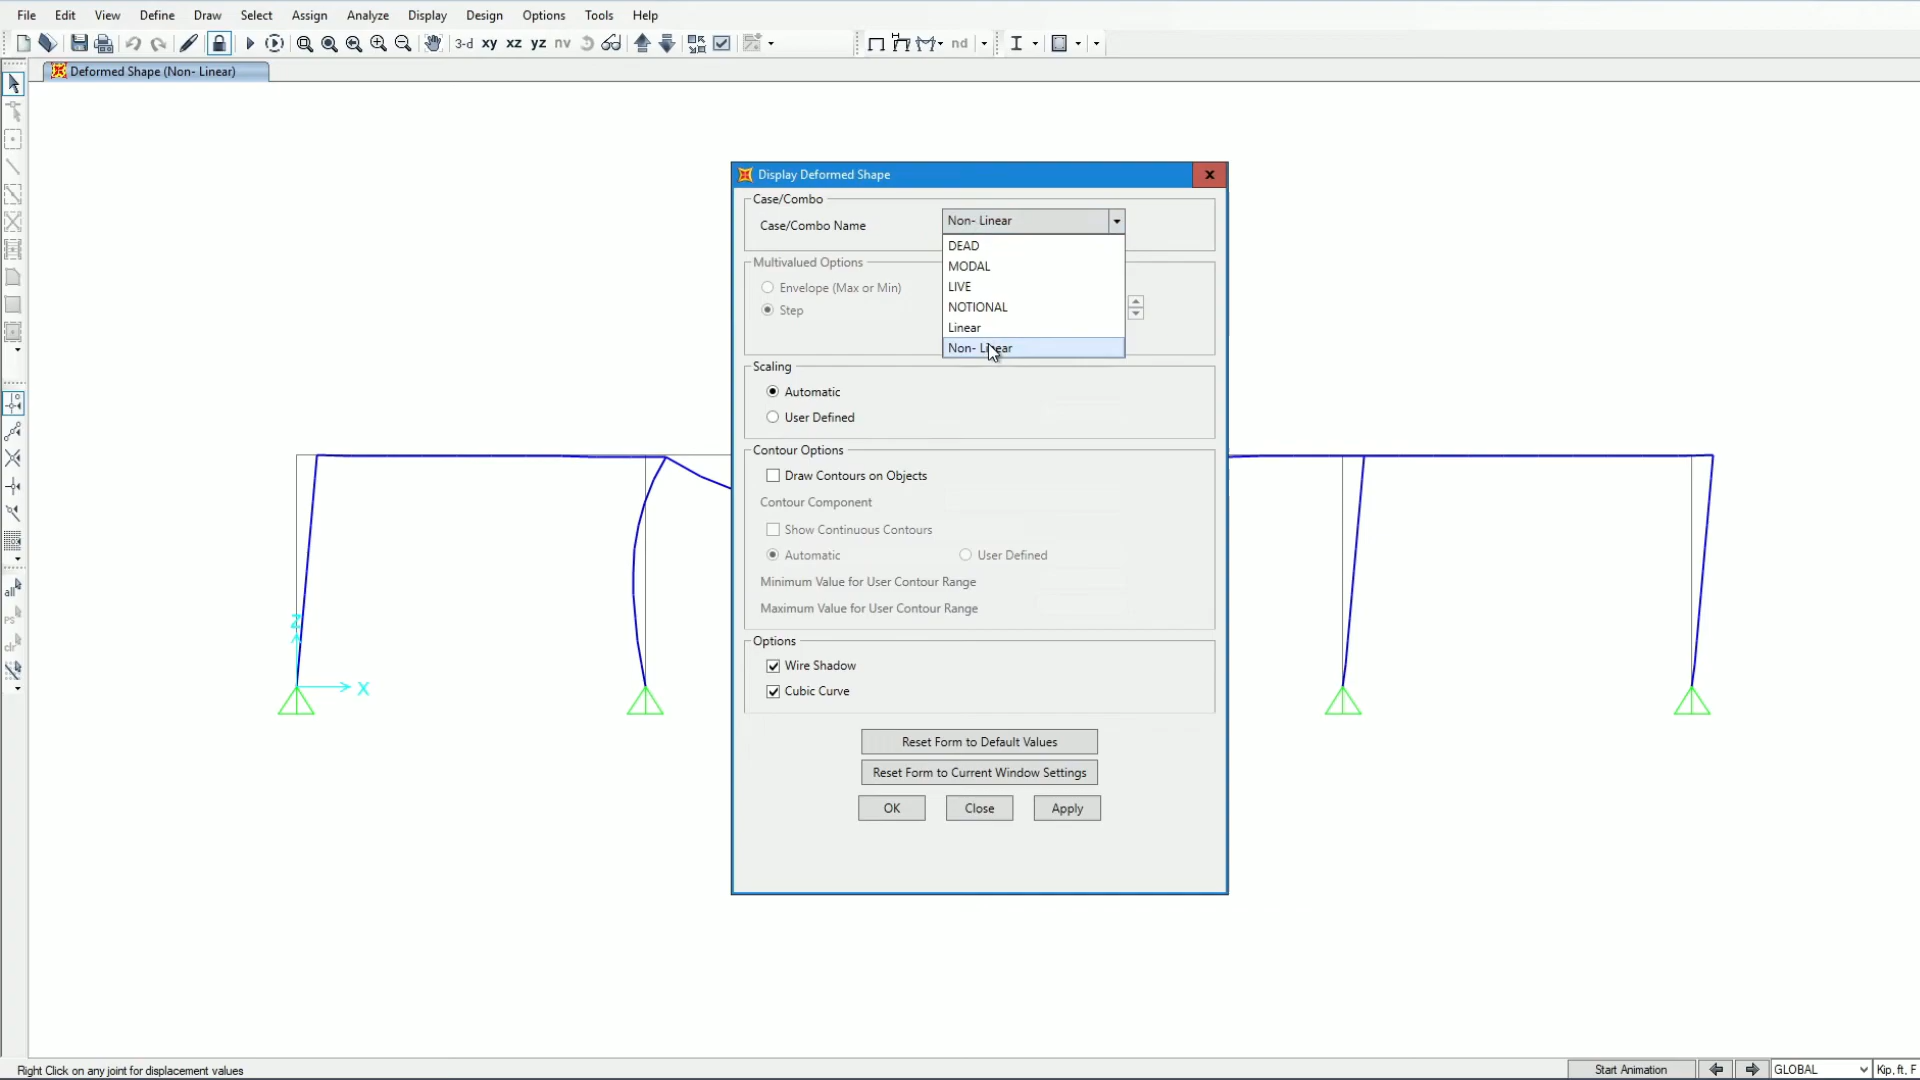 File Edit View Define Draw Select Assign Analyze Display Design Options Tools Help
3-d xy xz yz nv nd
Deformed Shape (Non- Linear)
Display Deformed Shape
Case/Combo
Case/Combo Name Non- Linear
DEAD
MODAL
LIVE
NOTIONAL
Linear
Non- Linear
Multivalued Options
Envelope (Max or Min)
Step
Scaling
Automatic
User Defined
Contour Options
Draw Contours on Objects
Contour Component
Show Continuous Contours
Automatic User Defined
Minimum Value for User Contour Range
Maximum Value for User Contour Range
Options
Wire Shadow
Cubic Curve
Reset Form to Default Values
Reset Form to Current Window Settings
OK Close Apply
Z
X
all
PS
clr
Right Click on any joint for displacement values
Start Animation GLOBAL Kip, ft, F